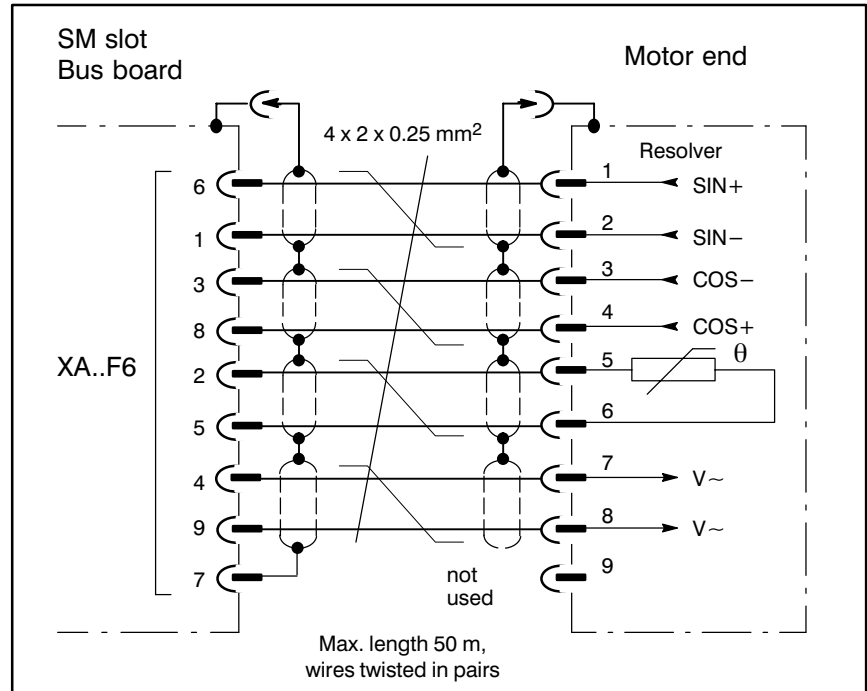 SM slot
Bus board
Motor end
4 x 2 x 0.25 mm²
Resolver
6
1
SIN+
1
2
SIN−
3
3
COS−
8
4
COS+
XA..F6
2
5
θ
5
6
4
7
V~
9
8
V~
7
not
used
9
Max. length 50 m,
wires twisted in pairs